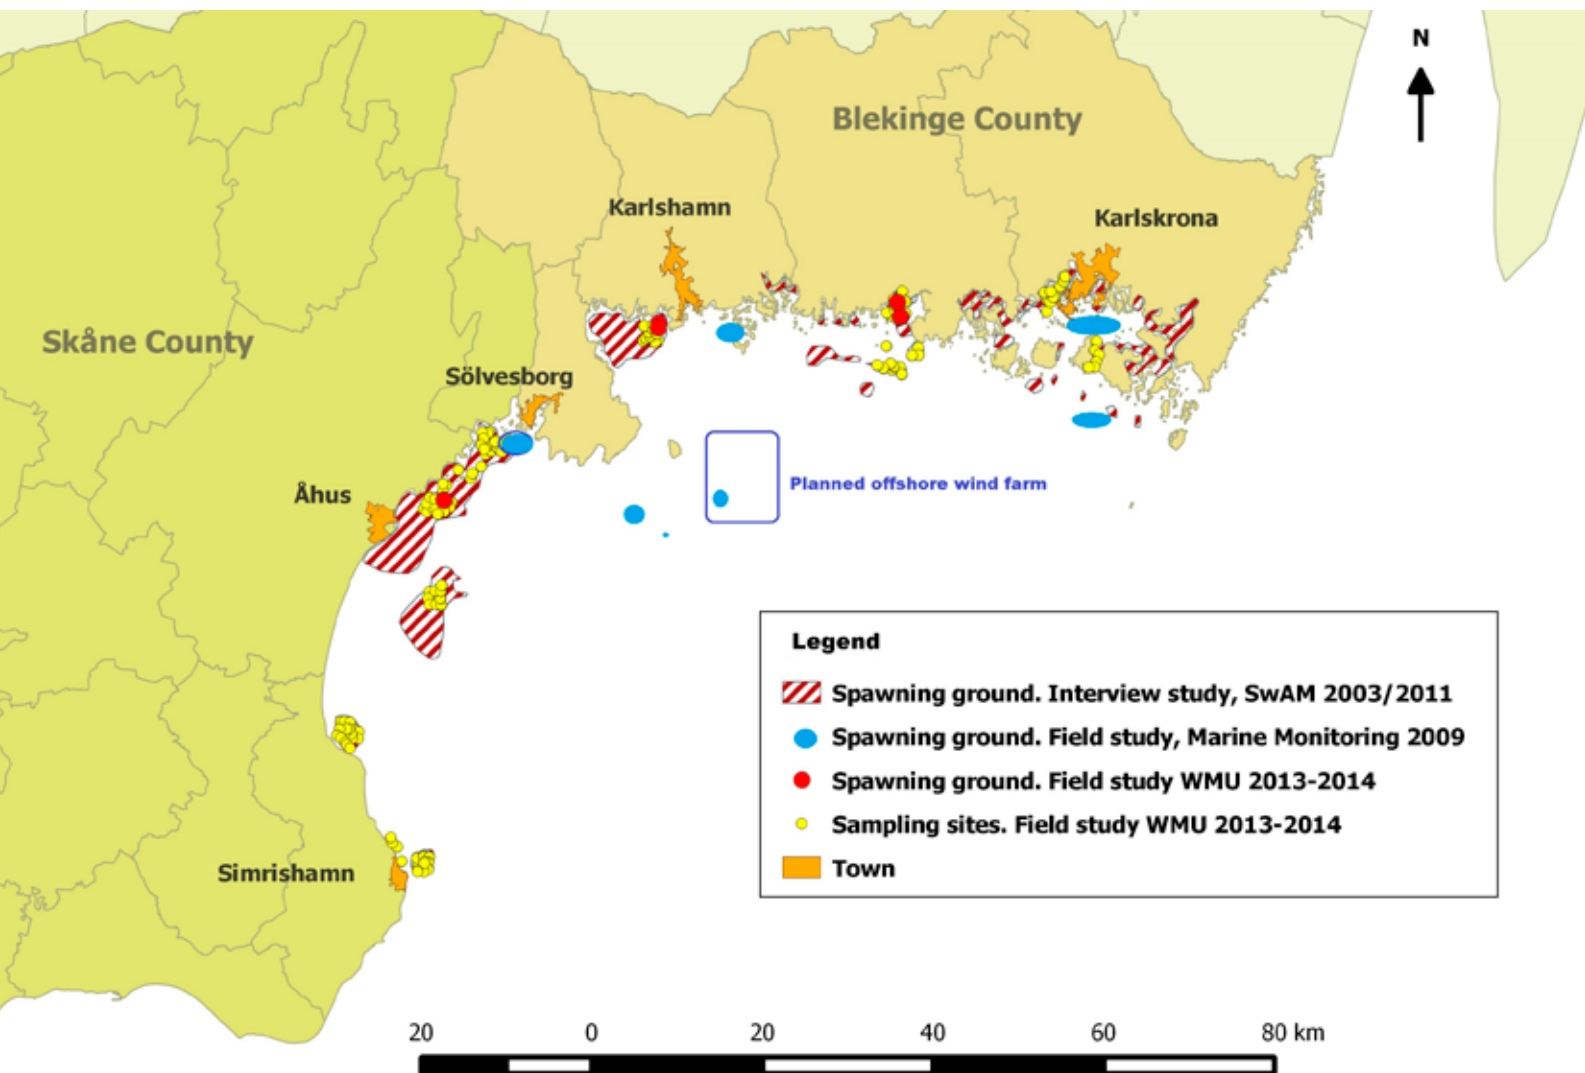 N
Blekinge County
Karlshamn
Karlskrona
Skåne County
Sölvesborg
Åhus
Planned offshore wind farm
Legend
Spawning ground. Interview study, SwAM 2003/2011
Spawning ground. Field study, Marine Monitoring 2009
Spawning ground. Field study WMU 2013-2014
Sampling sites. Field study WMU 2013-2014
Town
Simrishamn
20 0 20 40 60 80 km